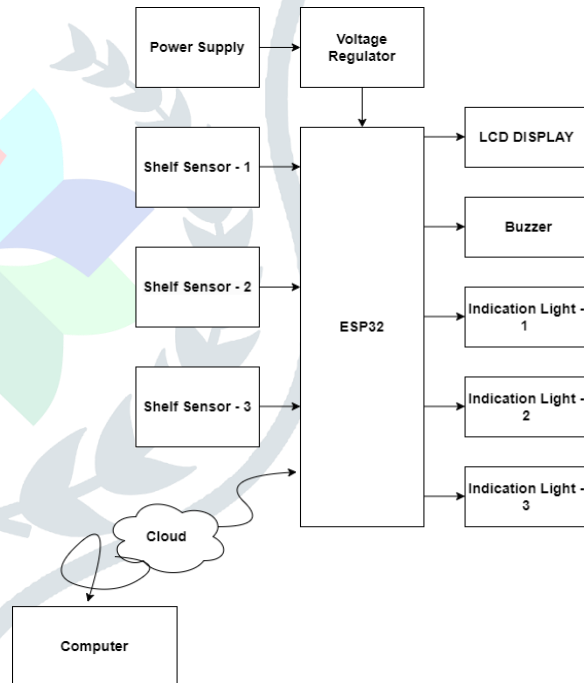 Power Supply
Voltage
Regulator
LCD DISPLAY
Shelf Sensor - 1
Buzzer
Shelf Sensor - 2
ESP32
Indication Light -
1
Shelf Sensor - 3
Indication Light -
2
Indication Light -
3
Cloud
Computer